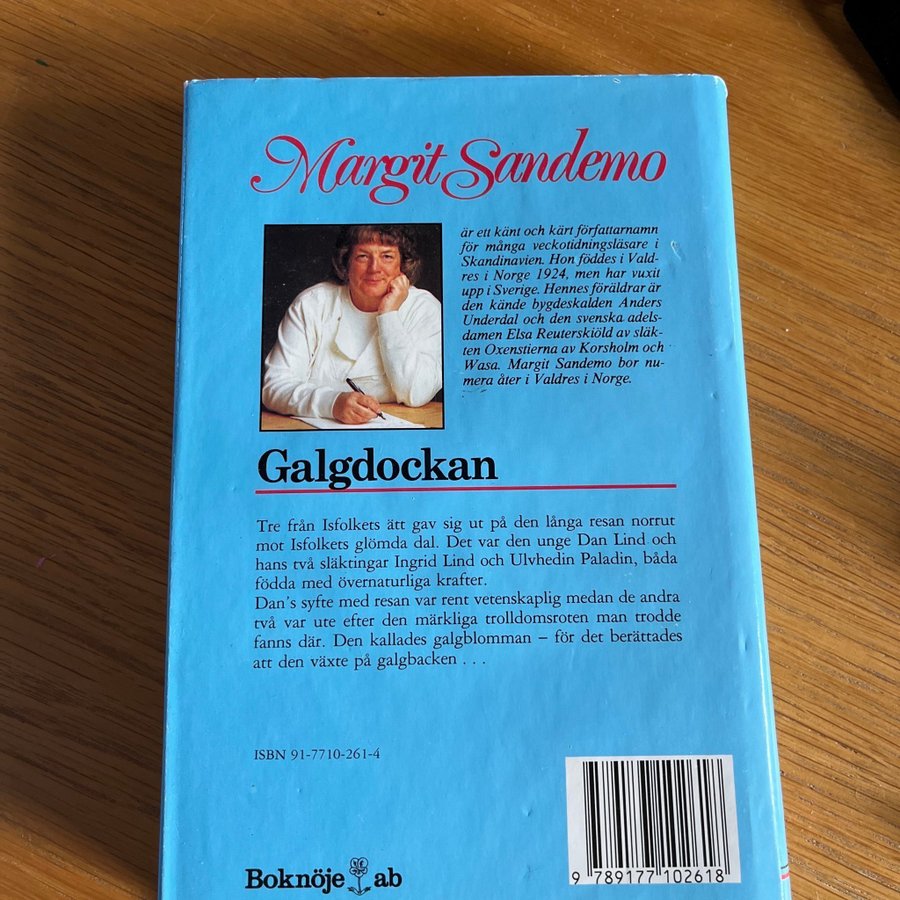 Margit Sandemo
är ett känt och kärt författarnamn
för många veckotidningsläsare i
Skandinavien. Hon föddes i Vald-
res i Norge 1924, men har vuxit
upp i Sverige. Hennes föräldrar är
den kände bygdeskalden Anders
Underdal och den svenska adels-
damen Elsa Reuterskiöld av släk-
ten Oxenstierna av Korsholm och
Wasa. Margit Sandemo bor nu-
mera åter i Valdres i Norge.
Galgdockan
Tre från Isfolkets ätt gav sig ut på den långa resan norrut
mot Isfolkets glömda dal. Det var den unge Dan Lind och
hans två släktingar Ingrid Lind och Ulvhedin Paladin, båda
födda med övernaturliga krafter.
Dan's syfte med resan var rent vetenskaplig medan de andra
två var ute efter den märkliga trolldomsroten man trodde
fanns där. Den kallades galgblomman – för det berättades
att den växte på galgbacken . . .
ISBN 91-7710-261-4
9 789177 102618
Boknöje ab